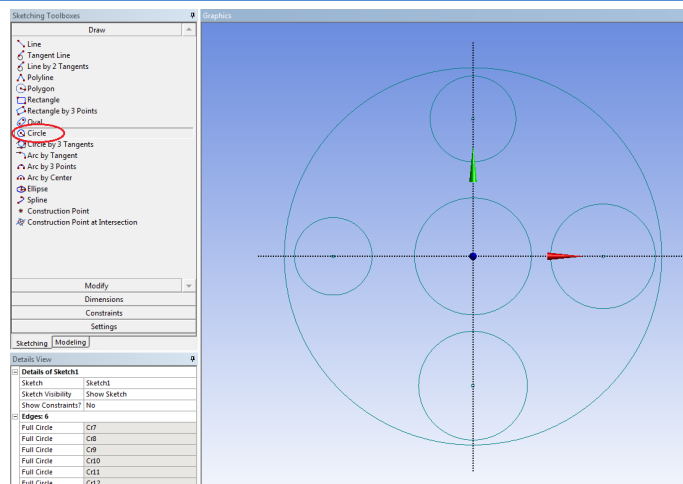 Sketching Toolboxes
Graphics
Draw
Line
Tangent Line
Line by 2 Tangents
Polyline
Polygon
Rectangle
Rectangle by 3 Points
Oval
Circle
Circle by 3 Tangents
Arc by Tangent
Arc by 3 Points
Arc by Center
Ellipse
Spline
Construction Point
Construction Point at Intersection
Modify
Dimensions
Constraints
Settings
Sketching Modeling
Details View
Details of Sketch1
Sketch Sketch1
Sketch Visibility Show Sketch
Show Constraints? No
Edges: 6
Full Circle Cr7
Full Circle Cr8
Full Circle Cr9
Full Circle Cr10
Full Circle Cr11
Full Circle Cr12